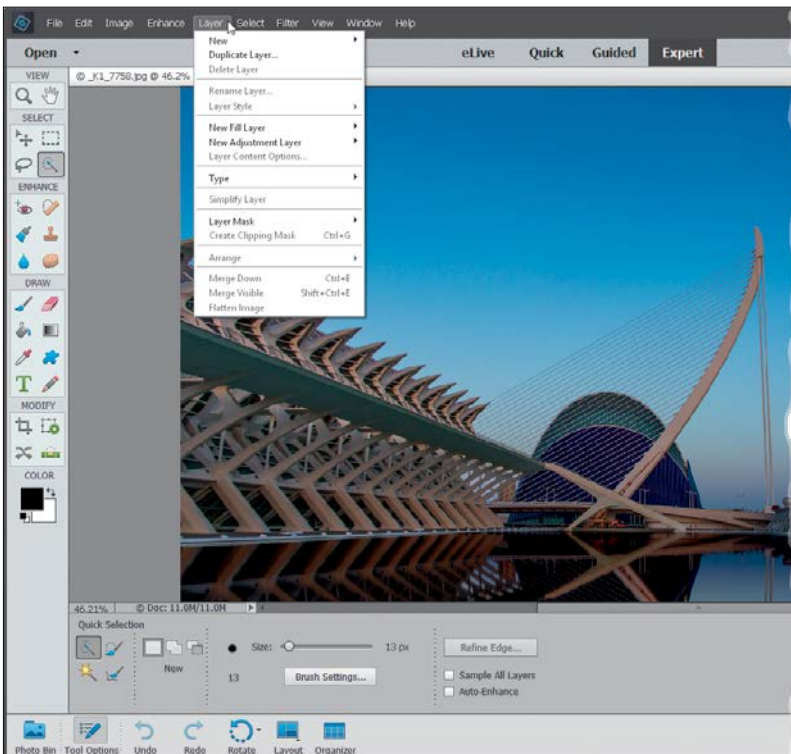 File Edit Image Enhance Layer Select Filter View Window Help
Open
eLive Quick Guided Expert
© _K1_7758.jpg @ 46.2%
New
Duplicate Layer...
Delete Layer
Rename Layer...
Layer Style
New Fill Layer
New Adjustment Layer
Layer Content Options...
Type
Simplify Layer
Layer Mask
Create Clipping Mask Ctrl+G
Arrange
Merge Down Ctrl+E
Merge Visible Shift+Ctrl+E
Flatten Image
VIEW
SELECT
ENHANCE
DRAW
T
MODIFY
COLOR
46.21% © Doc: 11.0M/11.0M
Quick Selection
New
Size: 13 px
13
Brush Settings...
Refine Edge...
Sample All Layers
Auto-Enhance
Photo Bin Tool Options Undo Redo Rotate Layout Organizer